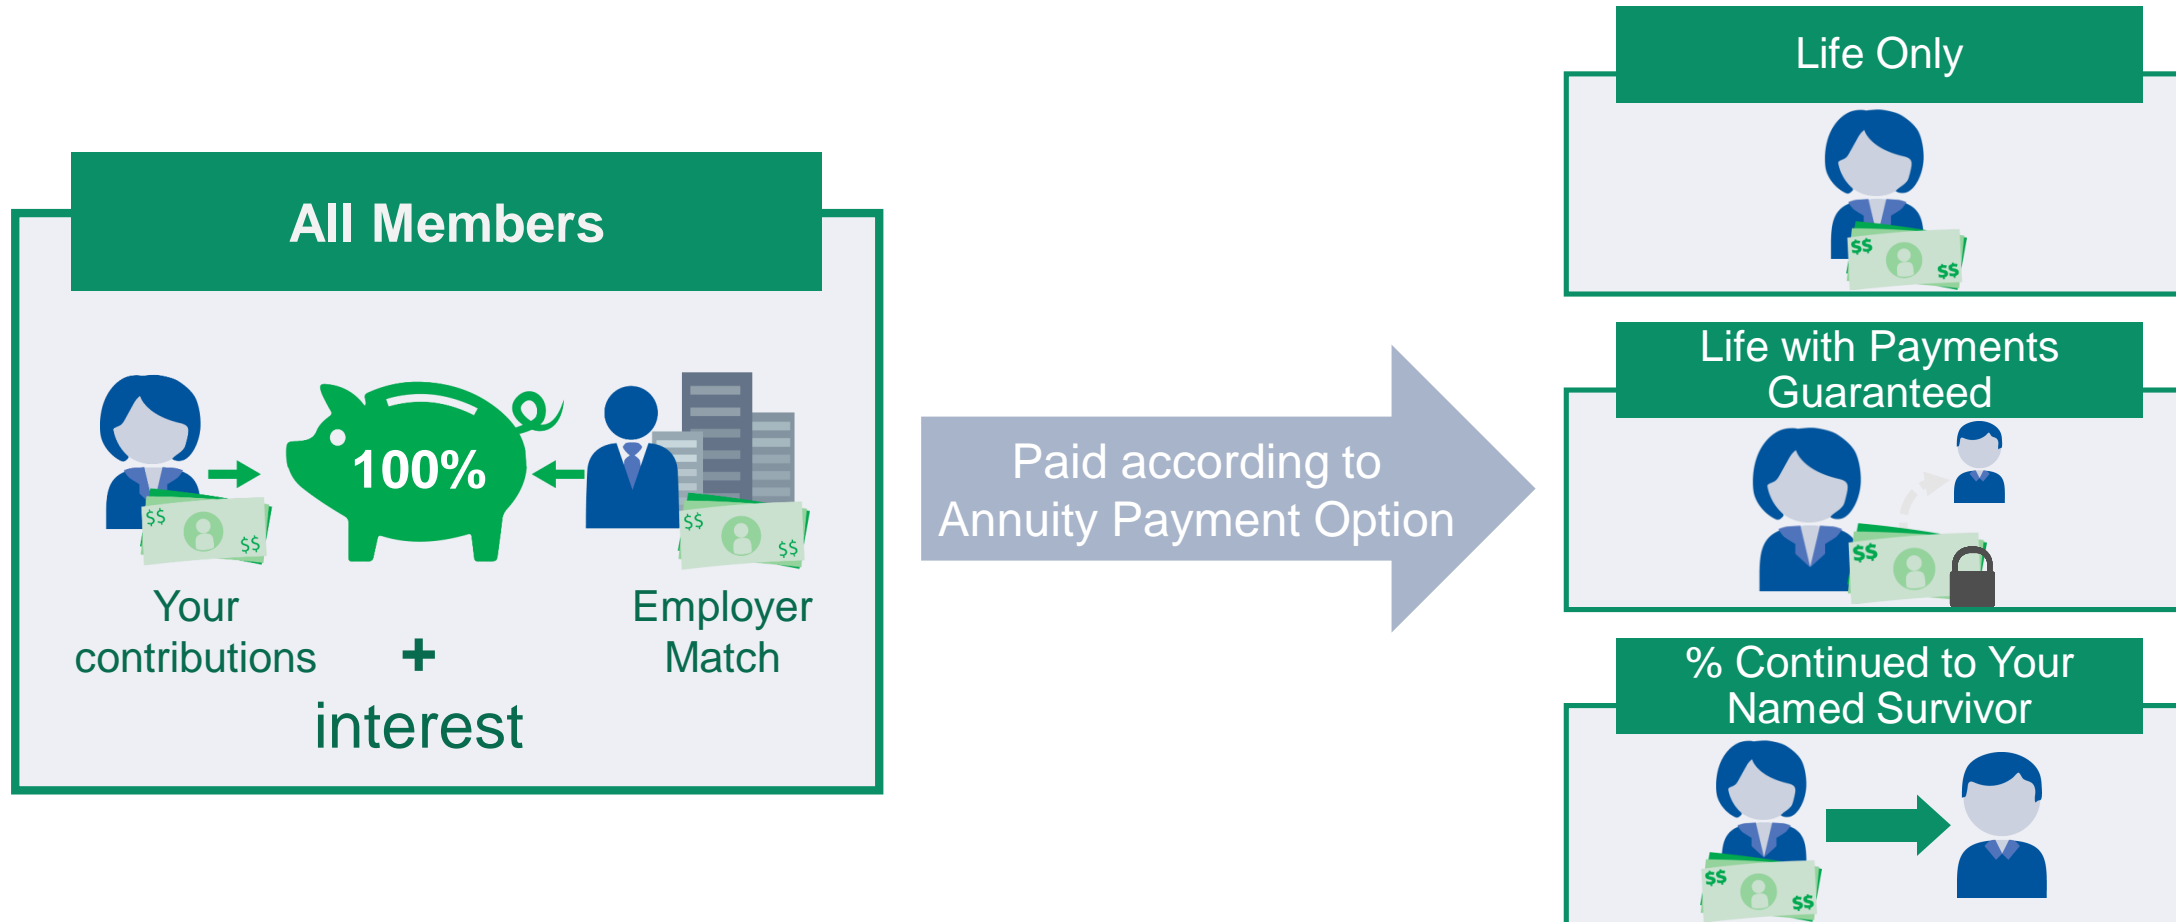 All Members
100%
$$
$$
$$
$$
Your
contributions
+
Employer
Match
interest
Paid according to
Annuity Payment Option
Life Only
$$
$$
Life with Payments
Guaranteed
$$
% Continued to Your
Named Survivor
$$
$$